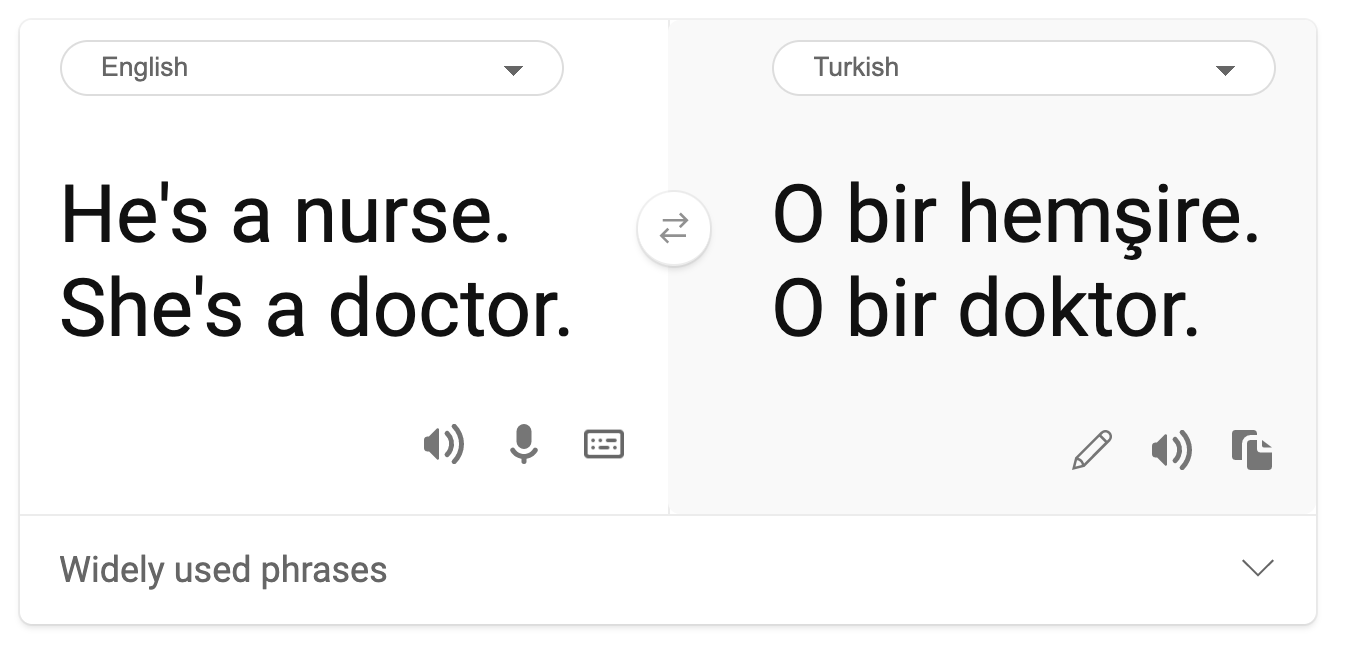 English
Turkish
He's a nurse.
She's a doctor.
O bir hemşire.
O bir doktor.
Widely used phrases